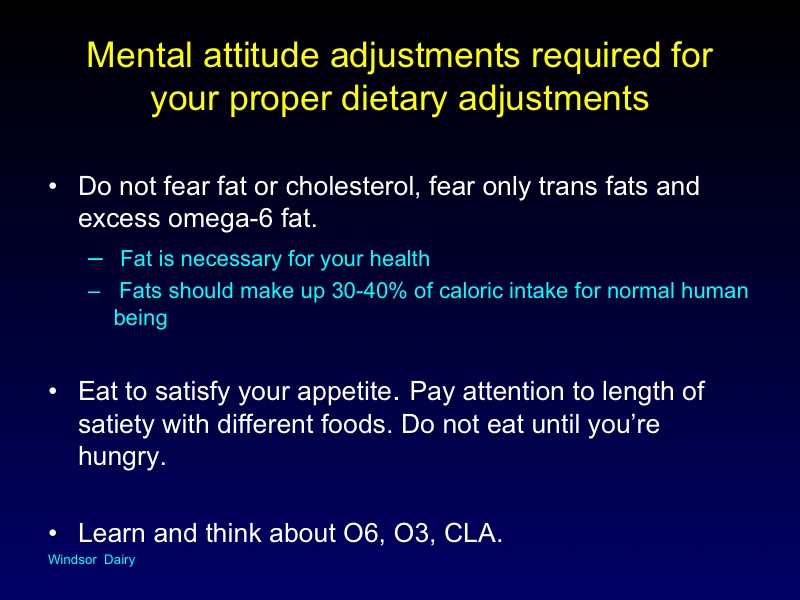 Mental attitude adjustments required for
your proper dietary adjustments
• Do not fear fat or cholesterol, fear only trans fats and
excess omega-6 fat.
– Fat is necessary for your health
– Fats should make up 30-40% of caloric intake for normal human
being
• Eat to satisfy your appetite. Pay attention to length of
satiety with different foods. Do not eat until you’re
hungry.
• Learn and think about O6, O3, CLA.
Windsor Dairy